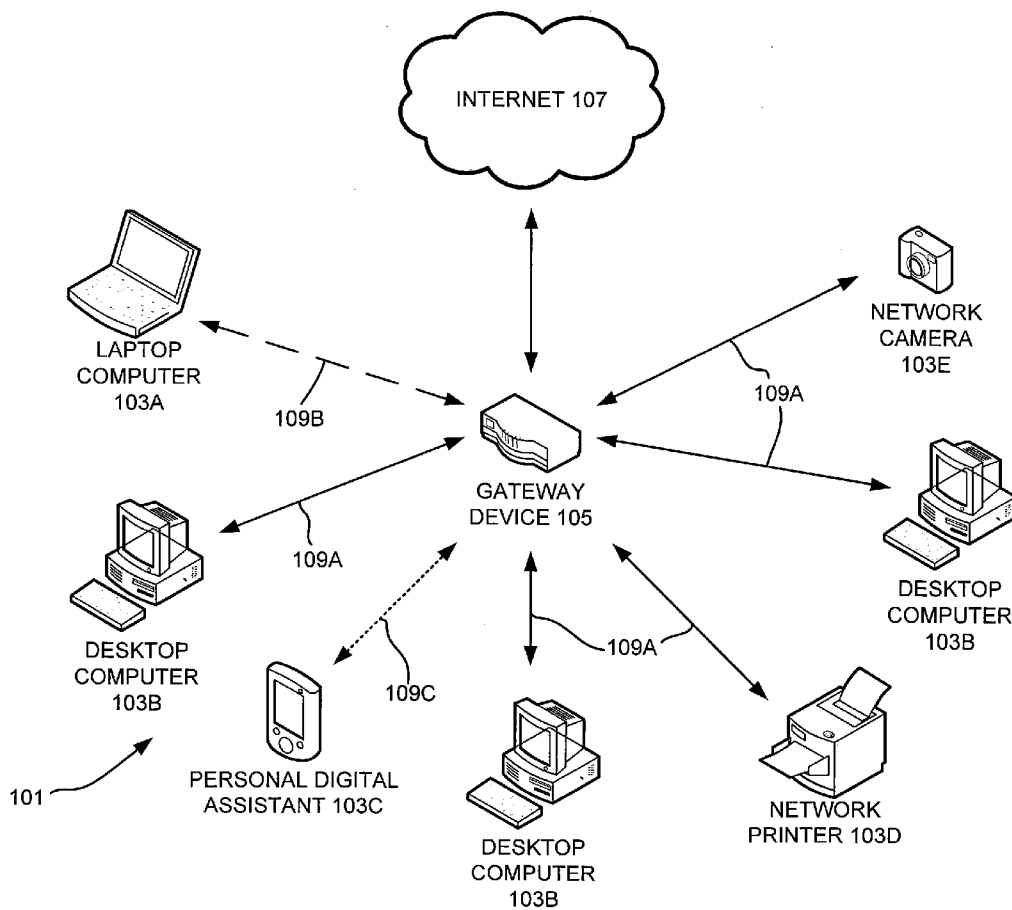 INTERNET 107
LAPTOP
COMPUTER
103A
109B
NETWORK
CAMERA
103E
109A
GATEWAY
DEVICE 105
109A
DESKTOP
COMPUTER
103B
DESKTOP
COMPUTER
103B
109C
109A
101
PERSONAL DIGITAL
ASSISTANT 103C
DESKTOP
COMPUTER
103B
NETWORK
PRINTER 103D